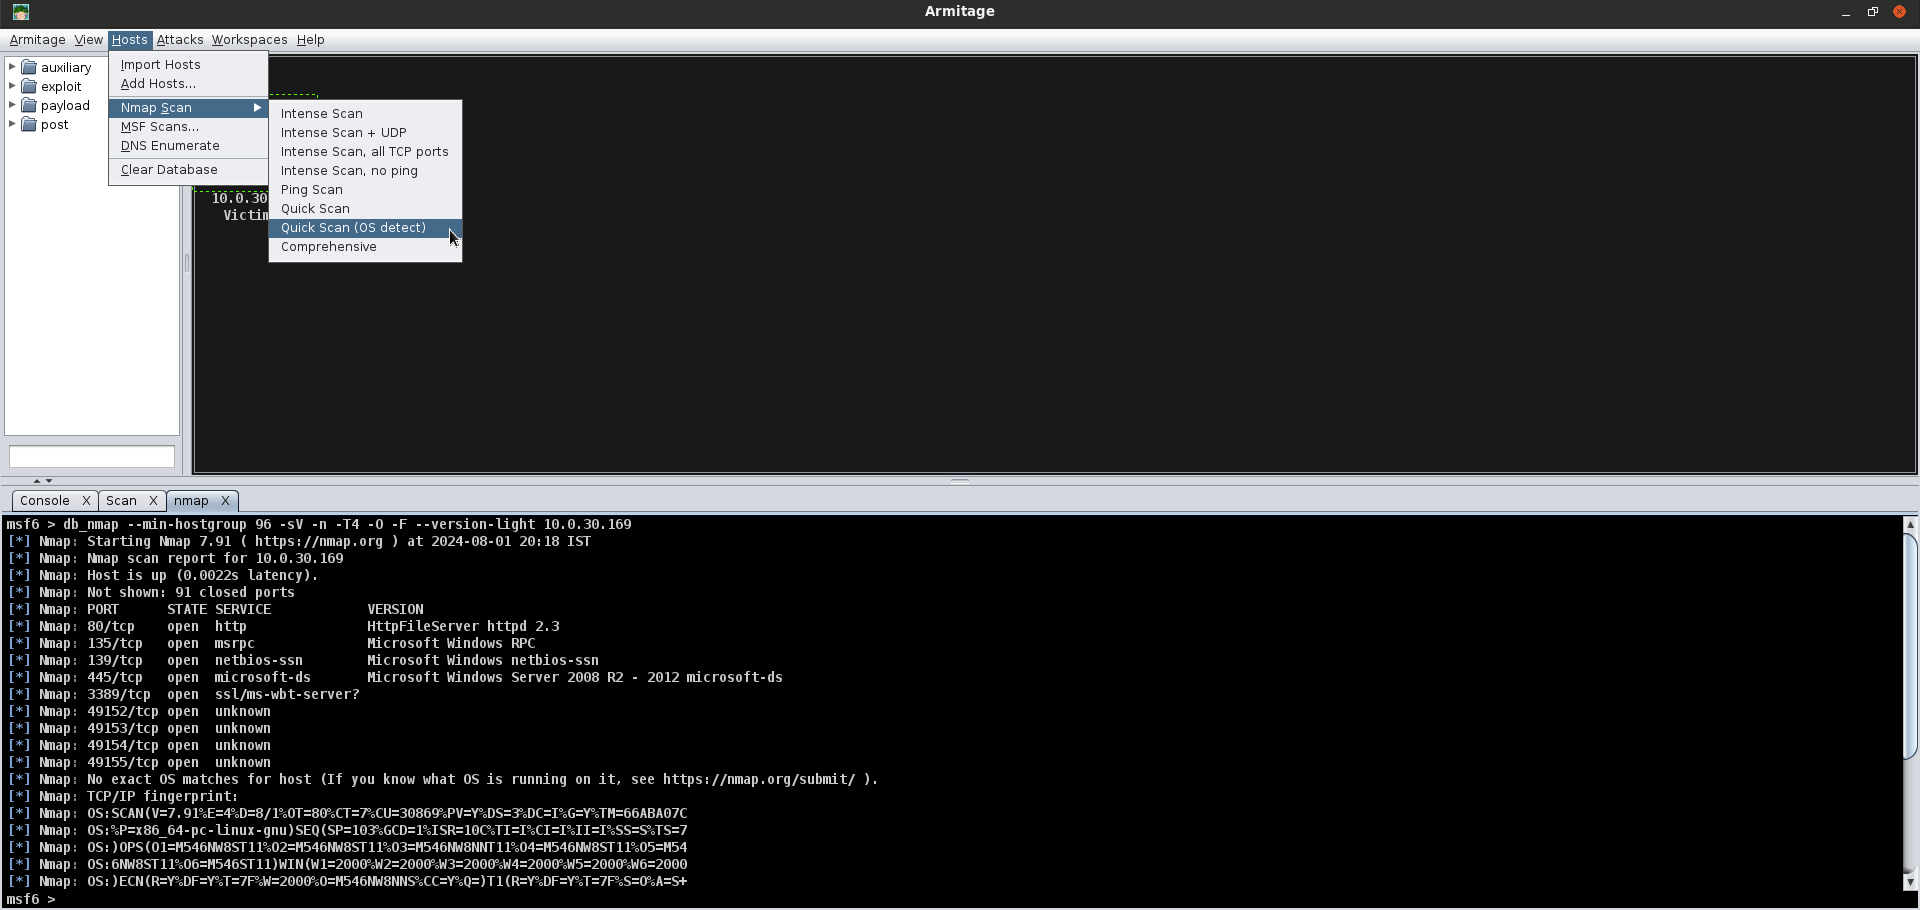 Armitage
Armitage View Hosts Attacks Workspaces Help
auxiliary
exploit
payload
post
Import Hosts
Add Hosts...
Nmap Scan
MSF Scans...
DNS Enumerate
Clear Database
Intense Scan
Intense Scan + UDP
Intense Scan, all TCP ports
Intense Scan, no ping
Ping Scan
Quick Scan
Quick Scan (OS detect)
Comprehensive
10.0.30
Victim
Console X Scan X nmap X
msf6 > db_nmap --min-hostgroup 96 -sV -n -T4 -O -F --version-light 10.0.30.169
[*] Nmap: Starting Nmap 7.91 ( https://nmap.org ) at 2024-08-01 20:18 IST
[*] Nmap: Nmap scan report for 10.0.30.169
[*] Nmap: Host is up (0.0022s latency).
[*] Nmap: Not shown: 91 closed ports
[*] Nmap: PORT      STATE SERVICE            VERSION
[*] Nmap: 80/tcp    open  http               HttpFileServer httpd 2.3
[*] Nmap: 135/tcp   open  msrpc              Microsoft Windows RPC
[*] Nmap: 139/tcp   open  netbios-ssn        Microsoft Windows netbios-ssn
[*] Nmap: 445/tcp   open  microsoft-ds       Microsoft Windows Server 2008 R2 - 2012 microsoft-ds
[*] Nmap: 3389/tcp  open  ssl/ms-wbt-server?
[*] Nmap: 49152/tcp open  unknown
[*] Nmap: 49153/tcp open  unknown
[*] Nmap: 49154/tcp open  unknown
[*] Nmap: 49155/tcp open  unknown
[*] Nmap: No exact OS matches for host (If you know what OS is running on it, see https://nmap.org/submit/ ).
[*] Nmap: TCP/IP fingerprint:
[*] Nmap: OS:SCAN(V=7.91%E=4%D=8/1%OT=80%CT=7%CU=30869%PV=Y%DS=3%DC=I%G=Y%TM=66ABA07C
[*] Nmap: OS:%P=x86_64-pc-linux-gnu)SEQ(SP=103%GCD=1%ISR=10C%TI=I%CI=I%II=I%SS=S%TS=7
[*] Nmap: OS:)OPS(O1=M546NW8ST11%O2=M546NW8ST11%O3=M546NW8NNT11%O4=M546NW8ST11%O5=M54
[*] Nmap: OS:6NW8ST11%O6=M546ST11)WIN(W1=2000%W2=2000%W3=2000%W4=2000%W5=2000%W6=2000
[*] Nmap: OS:)ECN(R=Y%DF=Y%T=7F%W=2000%O=M546NW8NNS%CC=Y%Q=)T1(R=Y%DF=Y%T=7F%S=O%A=S+
msf6 >